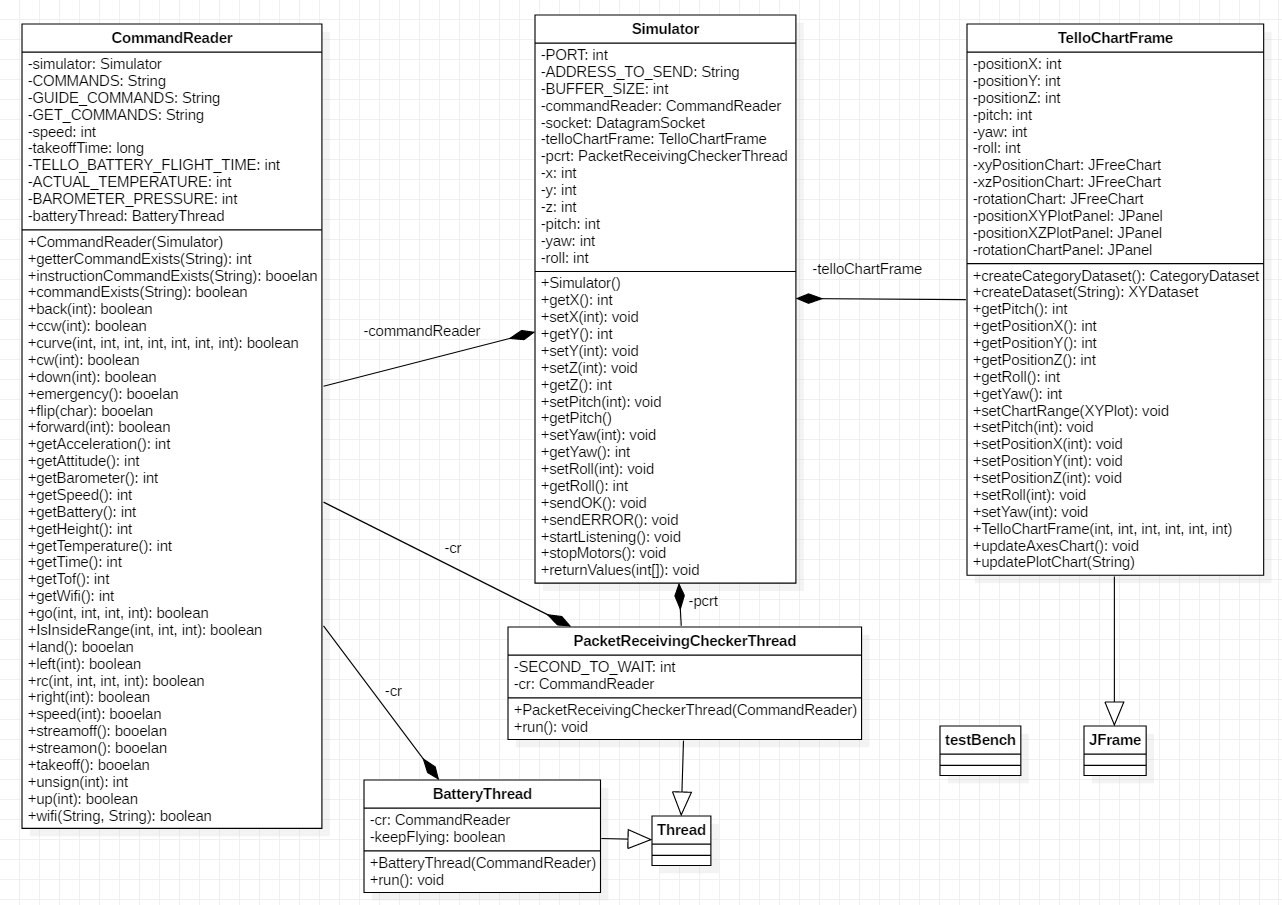 CommandReader
-simulator: Simulator
-COMMANDS: String
-GUIDE_COMMANDS: String
-GET_COMMANDS: String
-speed: int
-takeoffTime: long
-TELLO_BATTERY_FLIGHT_TIME: int
-ACTUAL_TEMPERATURE: int
-BAROMETER_PRESSURE: int
-batteryThread: BatteryThread
+CommandReader(Simulator)
+getterCommandExists(String): int
+instructionCommandExists(String): booelan
+commandExists(String): boolean
+back(int): boolean
+ccw(int): boolean
+curve(int, int, int, int, int, int, int): boolean
+cw(int): boolean
+down(int): boolean
+emergency(): booelan
+flip(char): booelan
+forward(int): boolean
+getAcceleration(): int
+getAttitude(): int
+getBarometer(): int
+getSpeed(): int
+getBattery(): int
+getHeight(): int
+getTemperature(): int
+getTime(): int
+getTof(): int
+getWifi(): int
+go(int, int, int, int): boolean
+IsInsideRange(int, int, int): boolean
+land(): booelan
+left(int): boolean
+rc(int, int, int, int): boolean
+right(int): boolean
+speed(int): booelan
+streamoff(): booelan
+streamon(): booelan
+takeoff(): booelan
+unsign(int): int
+up(int): boolean
+wifi(String, String): boolean
-commandReader
-cr
-cr
Simulator
-PORT: int
-ADDRESS_TO_SEND: String
-BUFFER_SIZE: int
-commandReader: CommandReader
-socket: DatagramSocket
-telloChartFrame: TelloChartFrame
-pcrt: PacketReceivingCheckerThread
-x: int
-y: int
-z: int
-pitch: int
-yaw: int
-roll: int
+Simulator()
+getX(): int
+setX(int): void
+getY(): int
+setY(int): void
+setZ(int): void
+getZ(): int
+setPitch(int): void
+getPitch()
+setYaw(int): void
+getYaw(): int
+setRoll(int): void
+getRoll(): int
+sendOK(): void
+sendERROR(): void
+startListening(): void
+stopMotors(): void
+returnValues(int[]): void
-pcrt
-telloChartFrame
PacketReceivingCheckerThread
-SECOND_TO_WAIT: int
-cr: CommandReader
+PacketReceivingCheckerThread(CommandReader)
+run(): void
BatteryThread
-cr: CommandReader
-keepFlying: boolean
+BatteryThread(CommandReader)
+run(): void
Thread
TelloChartFrame
-positionX: int
-positionY: int
-positionZ: int
-pitch: int
-yaw: int
-roll: int
-xyPositionChart: JFreeChart
-xzPositionChart: JFreeChart
-rotationChart: JFreeChart
-positionXYPlotPanel: JPanel
-positionXZPlotPanel: JPanel
-rotationChartPanel: JPanel
+createCategoryDataset(): CategoryDataset
+createDataset(String): XYDataset
+getPitch(): int
+getPositionX(): int
+getPositionY(): int
+getPositionZ(): int
+getRoll(): int
+getYaw(): int
+setChartRange(XYPlot): void
+setPitch(int): void
+setPositionX(int): void
+setPositionY(int): void
+setPositionZ(int): void
+setRoll(int): void
+setYaw(int): void
+TelloChartFrame(int, int, int, int, int, int)
+updateAxesChart(): void
+updatePlotChart(String)
testBench
JFrame